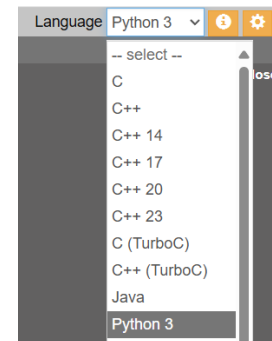 Language Python 3
-- select --
C
C++
C++ 14
C++ 17
C++ 20
C++ 23
C (TurboC)
C++ (TurboC)
Java
Python 3